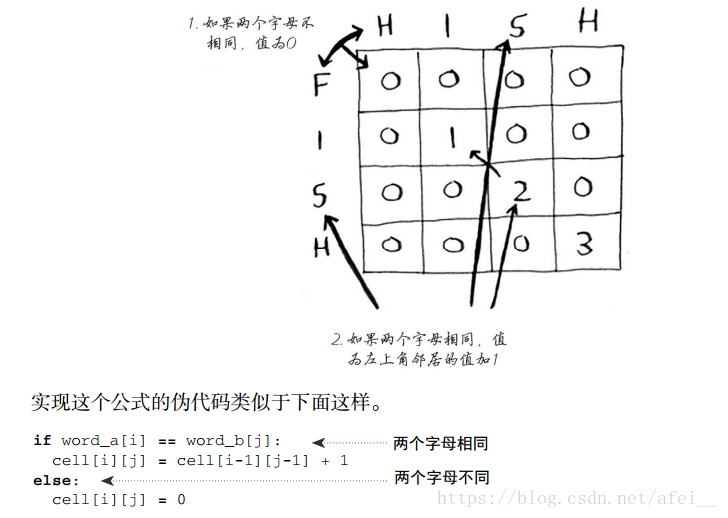 1.如果两个字母不
相同，值为0
H I S H
F 0 0 0 0
I 0 1 0 0
S 0 0 2 0
H 0 0 0 3
2.如果两个字母相同，值
为左上角邻居的值加1
实现这个公式的伪代码类似于下面这样。
if word_a[i] == word_b[j]: 两个字母相同
cell[i][j] = cell[i-1][j-1] + 1
else: 两个字母不同
cell[i][j] = 0
https://blog.csdn.net/afei__